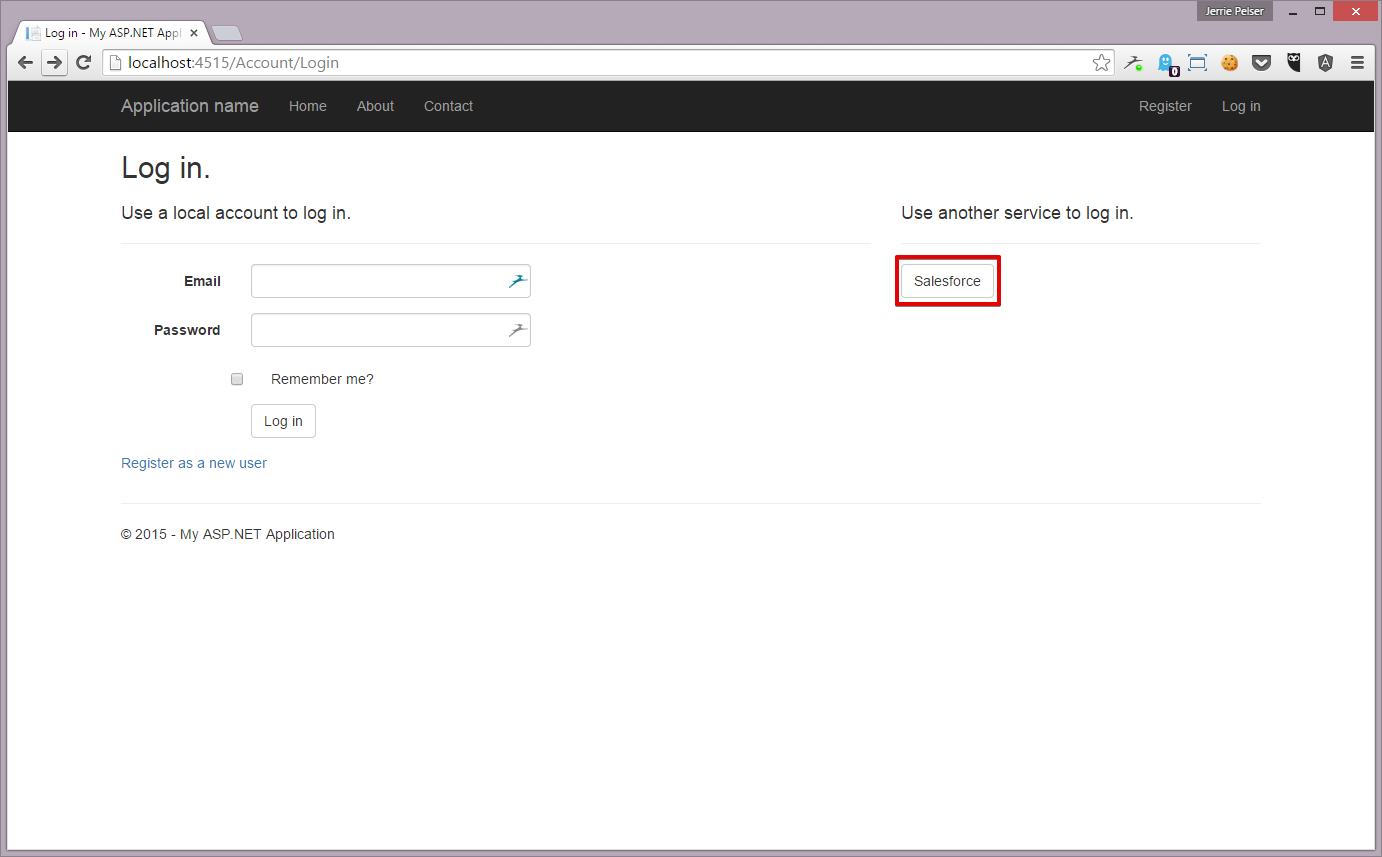 Jerrie Pelser
Log in - My ASP.NET Appl
localhost:4515/Account/Login
0
Application name Home About Contact Register Log in
Log in.
Use a local account to log in.
Use another service to log in.
Email
Salesforce
Password
Remember me?
Log in
Register as a new user
© 2015 - My ASP.NET Application